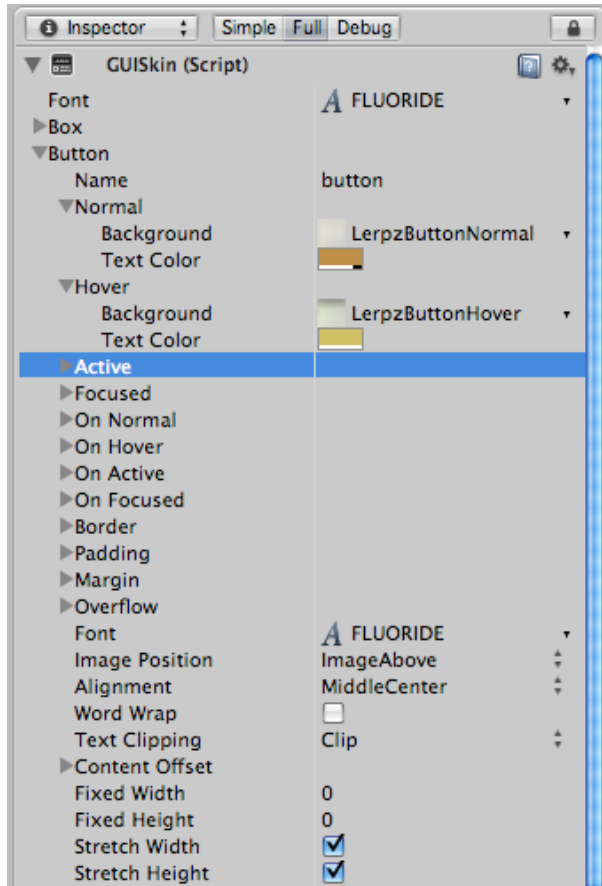 Inspector Simple Full Debug
GUISkin (Script)
Font FLUORIDE
Box
Button
Name button
Normal
Background LerpzButtonNormal
Text Color
Hover
Background LerpzButtonHover
Text Color
Active
Focused
On Normal
On Hover
On Active
On Focused
Border
Padding
Margin
Overflow
Font FLUORIDE
Image Position ImageAbove
Alignment MiddleCenter
Word Wrap
Text Clipping Clip
Content Offset
Fixed Width 0
Fixed Height 0
Stretch Width
Stretch Height